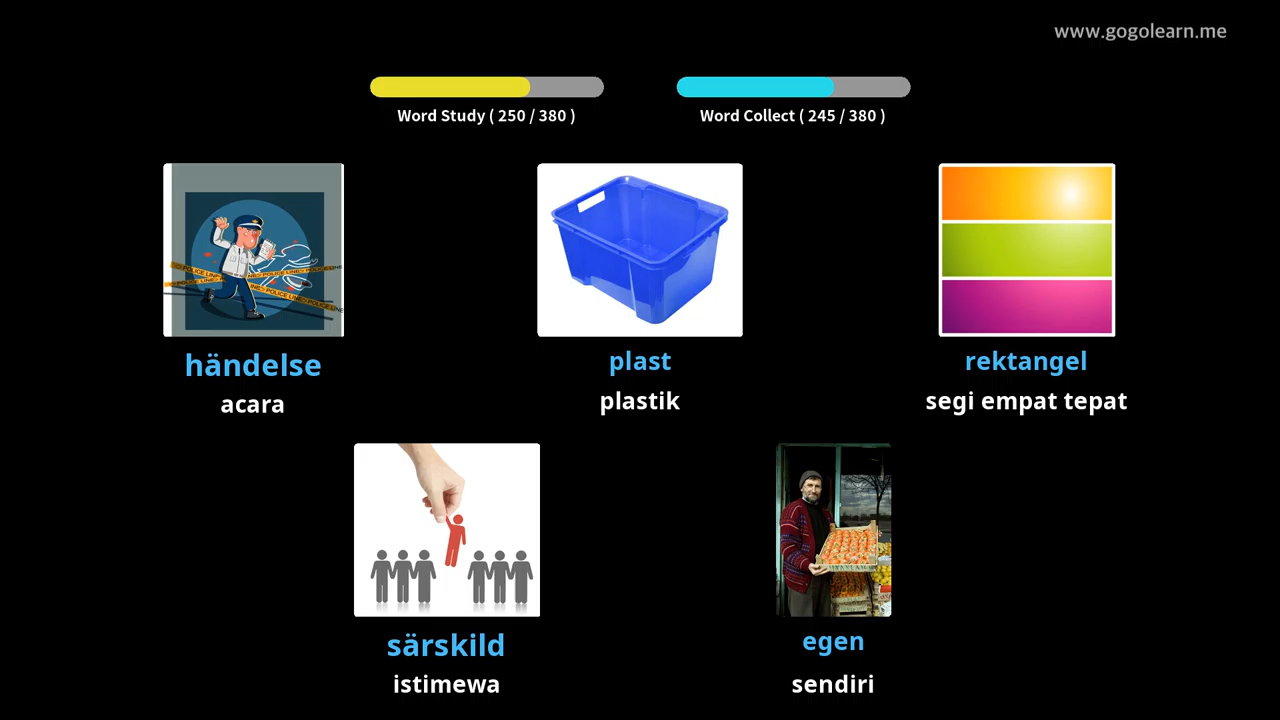 www.gogolearn.me
Word Study ( 250 / 380 )
Word Collect ( 245 / 380 )
händelse
acara
plast
plastik
rektangel
segi empat tepat
särskild
istimewa
egen
sendiri